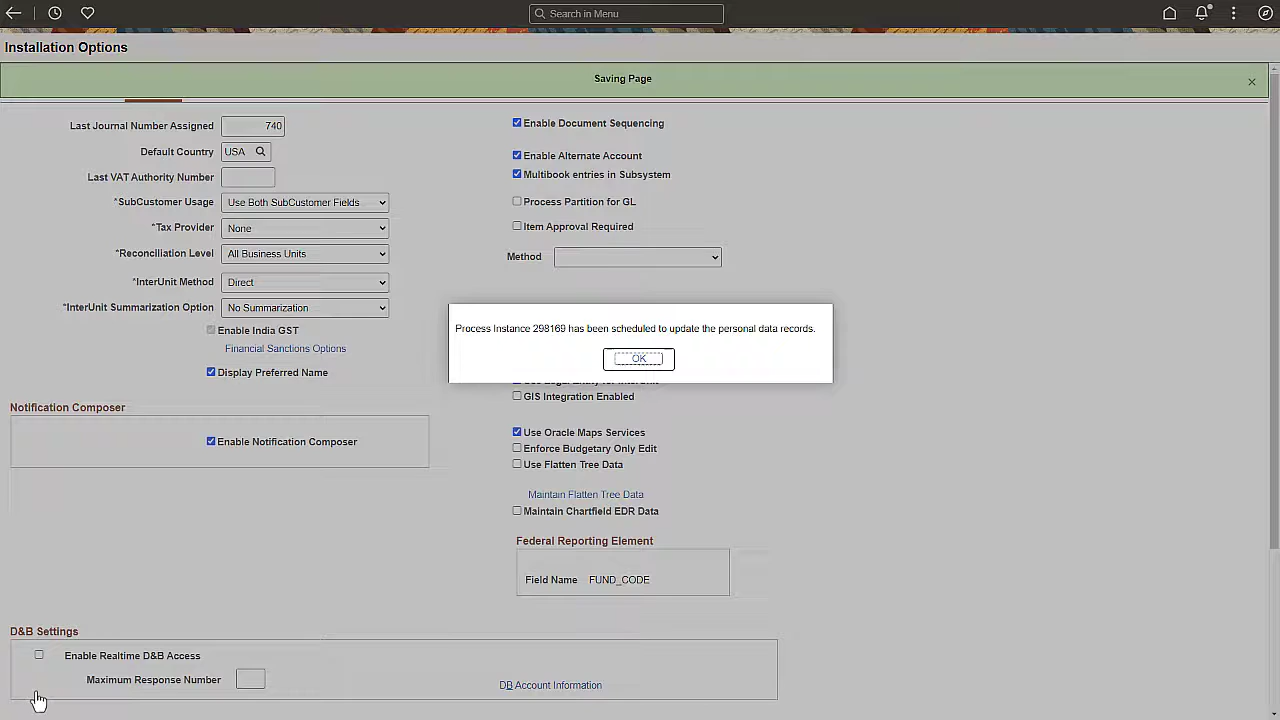 Search in Menu
Installation Options
Saving Page
Last Journal Number Assigned 740
Default Country USA
Last VAT Authority Number
*SubCustomer Usage Use Both SubCustomer Fields
*Tax Provider None
*Reconciliation Level All Business Units
*InterUnit Method Direct
*InterUnit Summarization Option No Summarization
Enable India GST
Financial Sanctions Options
Display Preferred Name
Notification Composer
Enable Notification Composer
Enable Document Sequencing
Enable Alternate Account
Multibook entries in Subsystem
Process Partition for GL
Item Approval Required
Method
Process Instance 298169 has been scheduled to update the personal data records.
OK
GIS Integration Enabled
Use Oracle Maps Services
Enforce Budgetary Only Edit
Use Flatten Tree Data
Maintain Flatten Tree Data
Maintain Chartfield EDR Data
Federal Reporting Element
Field Name FUND_CODE
D&B Settings
Enable Realtime D&B Access
Maximum Response Number
DB Account Information